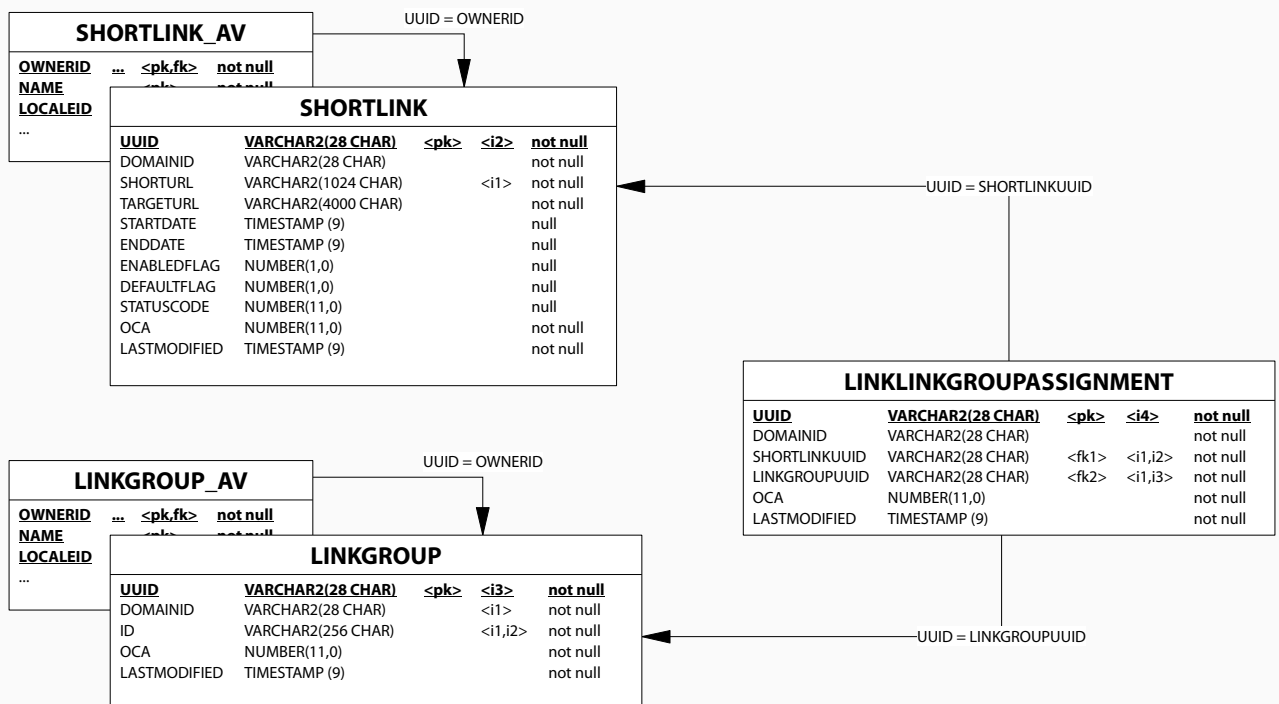 UUID = OWNERID
SHORTLINK_AV
OWNERID ... <pk,fk> not null
NAME
LOCALEID
...
SHORTLINK
UUID VARCHAR2(28 CHAR) <pk> <i2> not null
DOMAINID VARCHAR2(28 CHAR) not null
SHORTURL VARCHAR2(1024 CHAR) <i1> not null
TARGETURL VARCHAR2(4000 CHAR) not null
STARTDATE TIMESTAMP (9) null
ENDDATE TIMESTAMP (9) null
ENABLEDFLAG NUMBER(1,0) null
DEFAULTFLAG NUMBER(1,0) null
STATUSCODE NUMBER(11,0) null
OCA NUMBER(11,0) not null
LASTMODIFIED TIMESTAMP (9) not null
UUID = SHORTLINKUUID
LINKLINKGROUPASSIGNMENT
UUID VARCHAR2(28 CHAR) <pk> <i4> not null
DOMAINID VARCHAR2(28 CHAR) not null
SHORTLINKUUID VARCHAR2(28 CHAR) <fk1> <i1,i2> not null
LINKGROUPUUID VARCHAR2(28 CHAR) <fk2> <i1,i3> not null
OCA NUMBER(11,0) not null
LASTMODIFIED TIMESTAMP (9) not null
UUID = OWNERID
LINKGROUP_AV
OWNERID ... <pk,fk> not null
NAME
LOCALEID
...
LINKGROUP
UUID VARCHAR2(28 CHAR) <pk> <i3> not null
DOMAINID VARCHAR2(28 CHAR) <i1> not null
ID VARCHAR2(256 CHAR) <i1,i2> not null
OCA NUMBER(11,0) not null
LASTMODIFIED TIMESTAMP (9) not null
UUID = LINKGROUPUUID